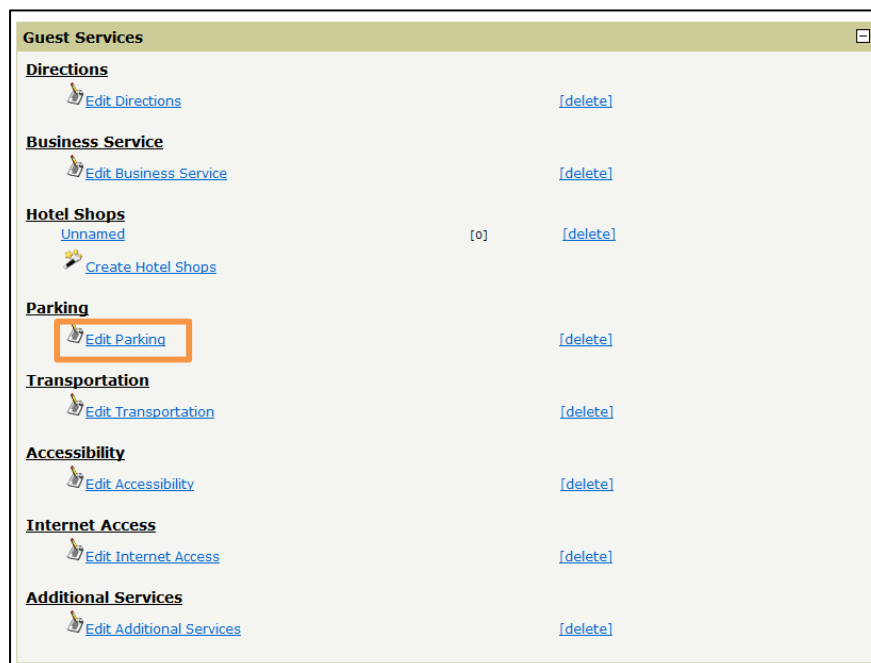 Guest Services
Directions
Edit Directions [delete]
Business Service
Edit Business Service [delete]
Hotel Shops
Unnamed [0] [delete]
Create Hotel Shops
Parking
Edit Parking [delete]
Transportation
Edit Transportation [delete]
Accessibility
Edit Accessibility [delete]
Internet Access
Edit Internet Access [delete]
Additional Services
Edit Additional Services [delete]